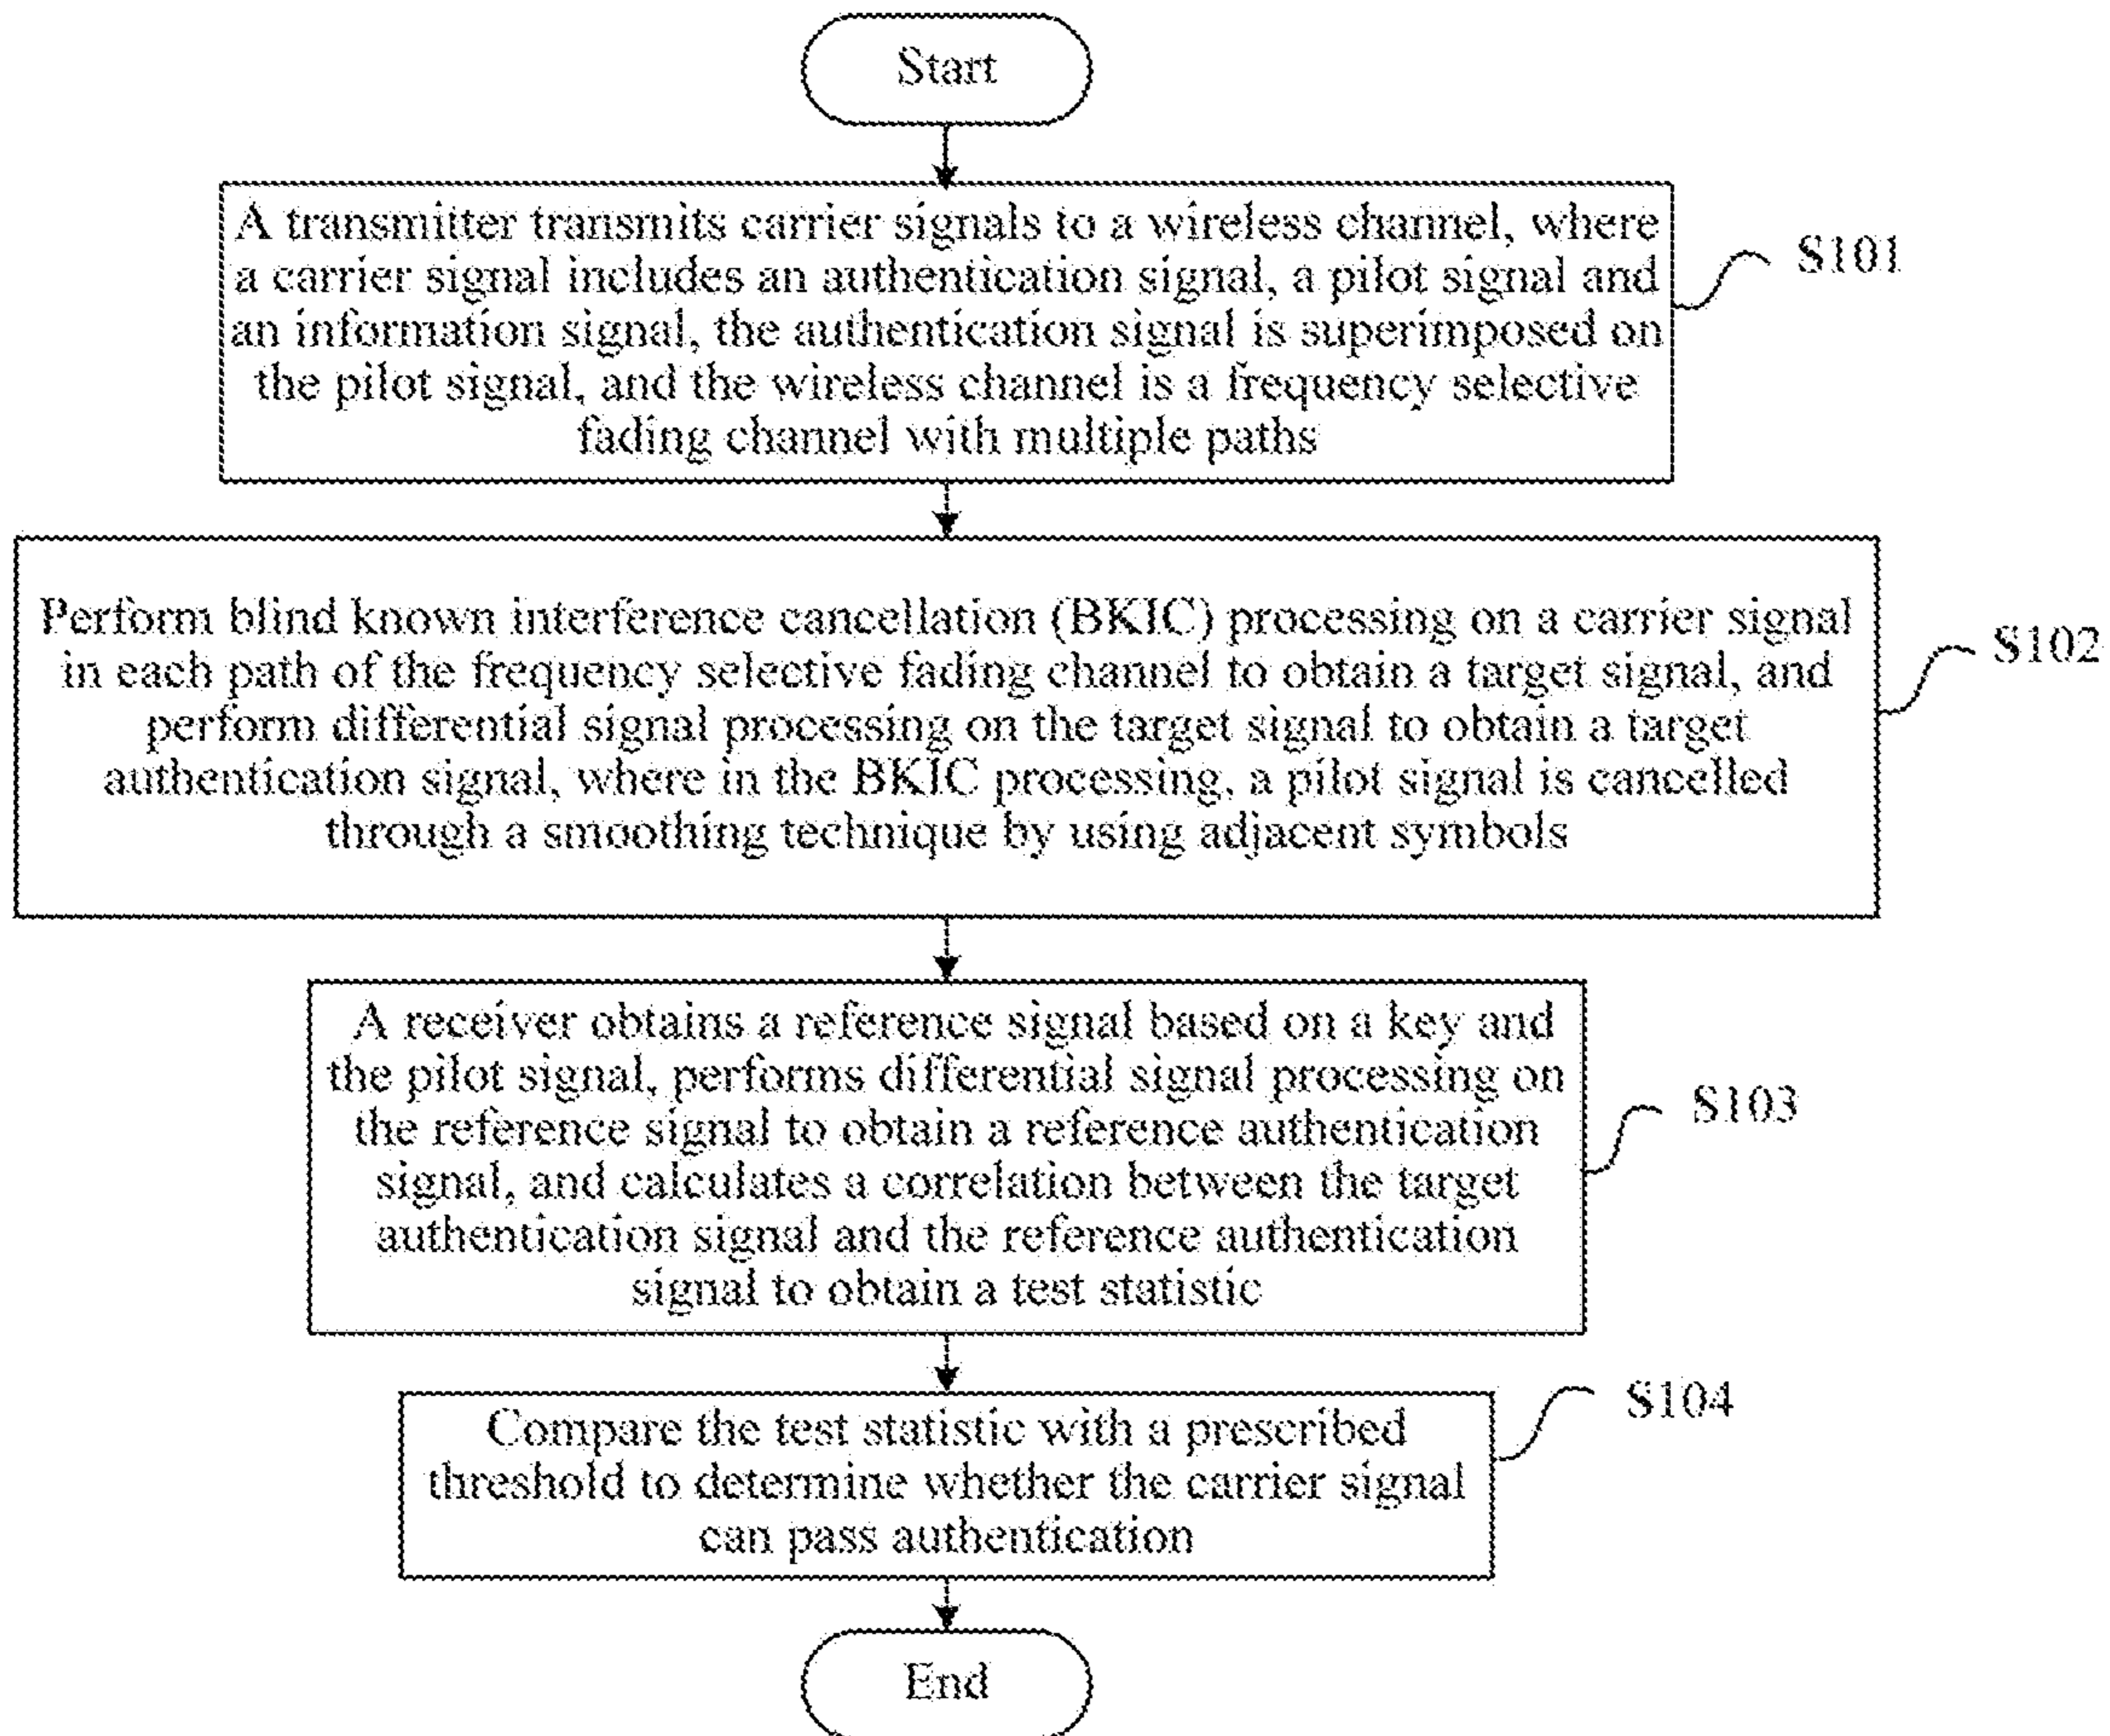 Start
A transmitter transmits carrier signals to a wireless channel, where
a carrier signal includes an authentication signal, a pilot signal and
an information signal, the authentication signal is superimposed on
the pilot signal, and the wireless channel is a frequency selective
fading channel with multiple paths
S101
Perform blind known interference cancellation (BKIC) processing on a carrier signal
in each path of the frequency selective fading channel to obtain a target signal, and
perform differential signal processing on the target signal to obtain a target
authentication signal, where in the BKIC processing, a pilot signal is cancelled
through a smoothing technique by using adjacent symbols
S102
A receiver obtains a reference signal based on a key and
the pilot signal, performs differential signal processing on
the reference signal to obtain a reference authentication
signal, and calculates a correlation between the target
authentication signal and the reference authentication
signal to obtain a test statistic
S103
Compare the test statistic with a prescribed
threshold to determine whether the carrier signal
can pass authentication
S104
End